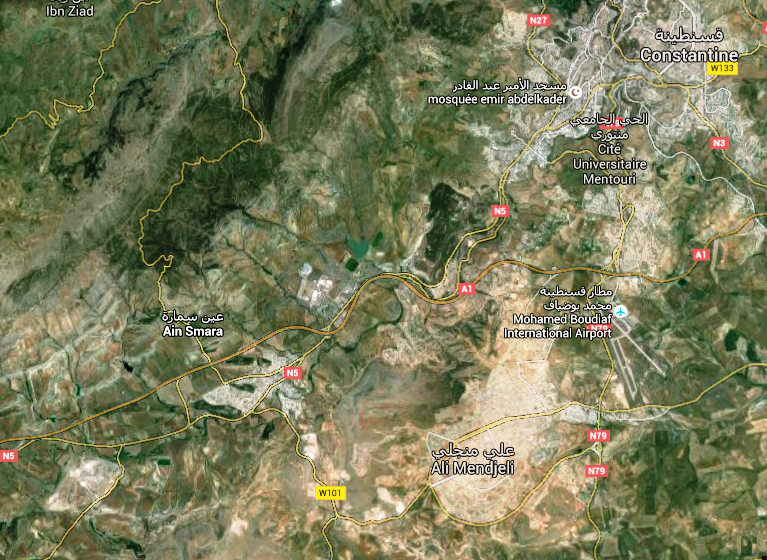 Ibn Ziad
N27
قسنطينة
Constantine
W133
مسجد الأمير عبد القادر
mosquée emir abdelkader
الحي الجامعي
منتوري
Cité
Universitaire
Mentouri
N3
N5
A1
A1
مطار قسنطينة
محمد بوضياف
Mohamed Boudiaf
International Airport
N79
عين سمارة
Ain Smara
N5
علي منجلي
Ali Mendjeli
N79
N5
N79
W101